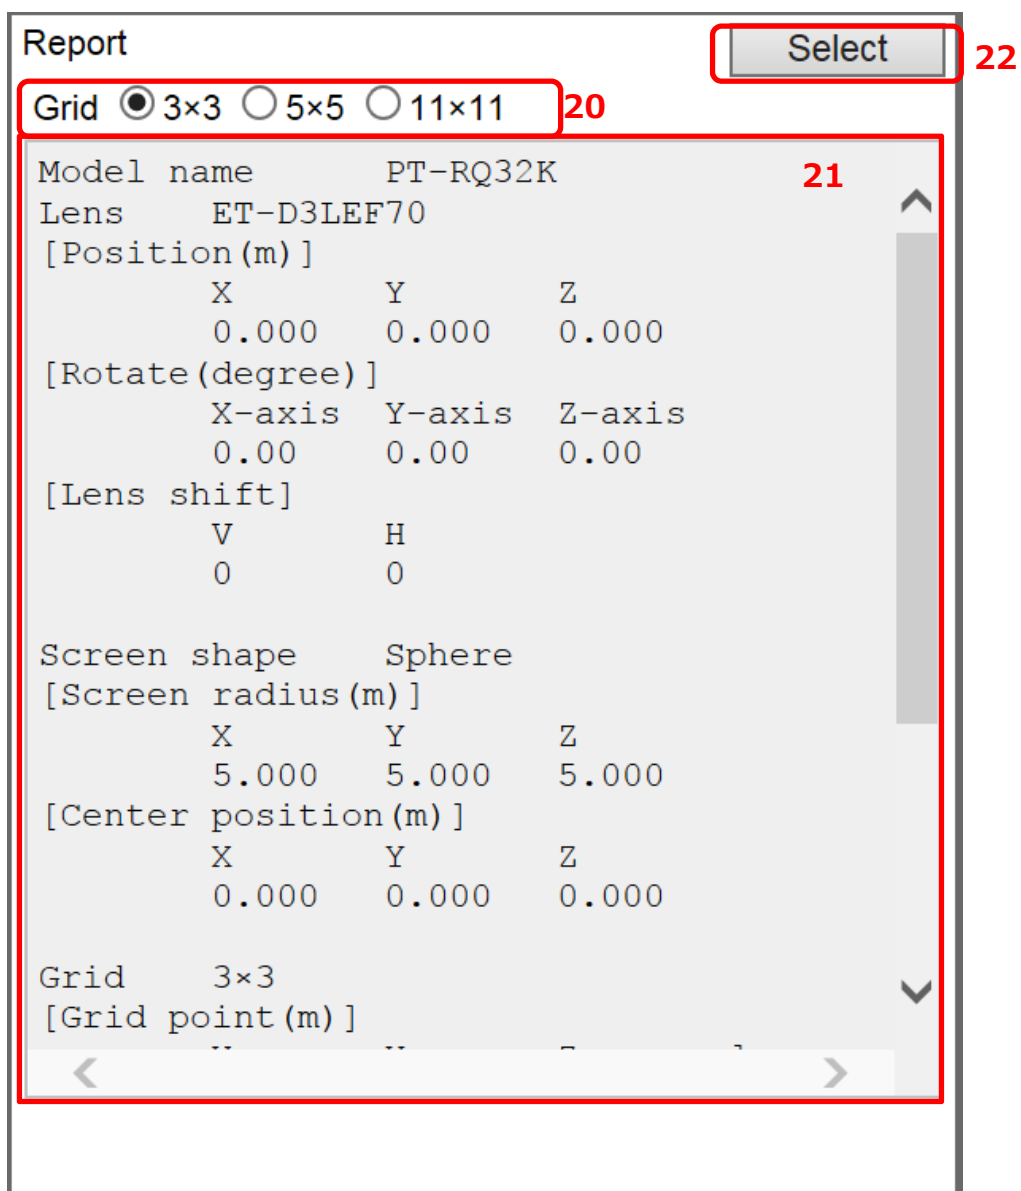 Report
Select
22
Grid 3×3 5×5 11×11
20
21
Model name PT-RQ32K
Lens ET-D3LEF70
[Position(m)]
X Y Z
0.000 0.000 0.000
[Rotate(degree)]
X-axis Y-axis Z-axis
0.00 0.00 0.00
[Lens shift]
V H
0 0
Screen shape Sphere
[Screen radius(m)]
X Y Z
5.000 5.000 5.000
[Center position(m)]
X Y Z
0.000 0.000 0.000
Grid 3×3
[Grid point(m)]